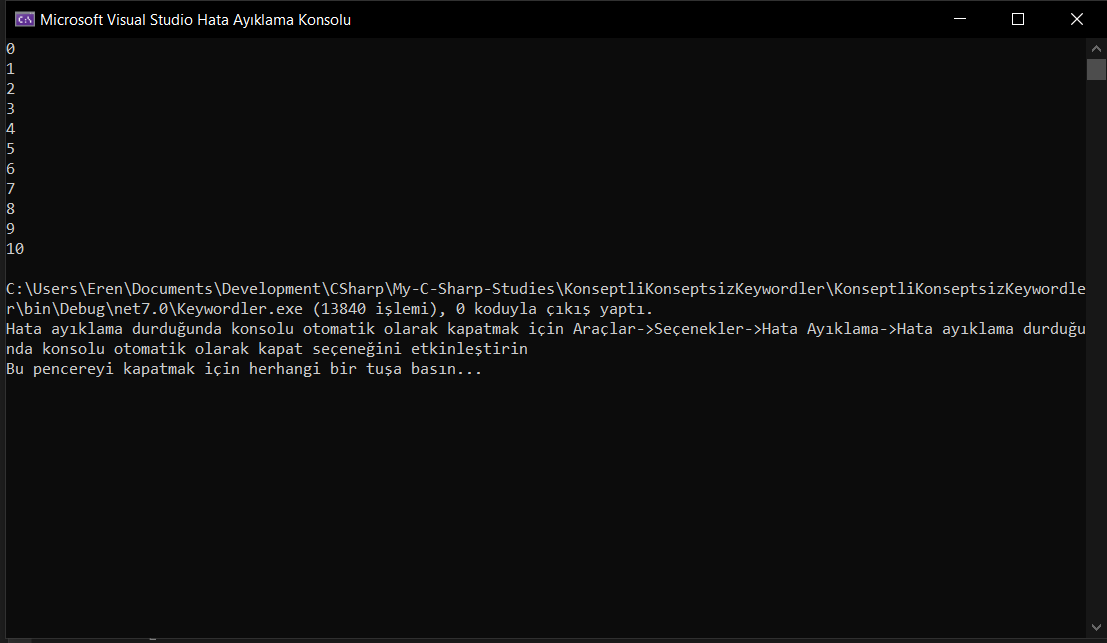 Microsoft Visual Studio Hata Ayıklama Konsolu
0
1
2
3
4
5
6
7
8
9
10
C:\Users\Eren\Documents\Development\CSharp\My-C-Sharp-Studies\KonseptliKonseptsizKeywordler\KonseptliKonseptsizKeywordle
r\bin\Debug\net7.0\Keywordler.exe (13840 işlemi), 0 koduyla çıkış yaptı.
Hata ayıklama durduğunda konsolu otomatik olarak kapatmak için Araçlar->Seçenekler->Hata Ayıklama->Hata ayıklama durduğu
nda konsolu otomatik olarak kapat seçeneğini etkinleştirin
Bu pencereyi kapatmak için herhangi bir tuşa basın...